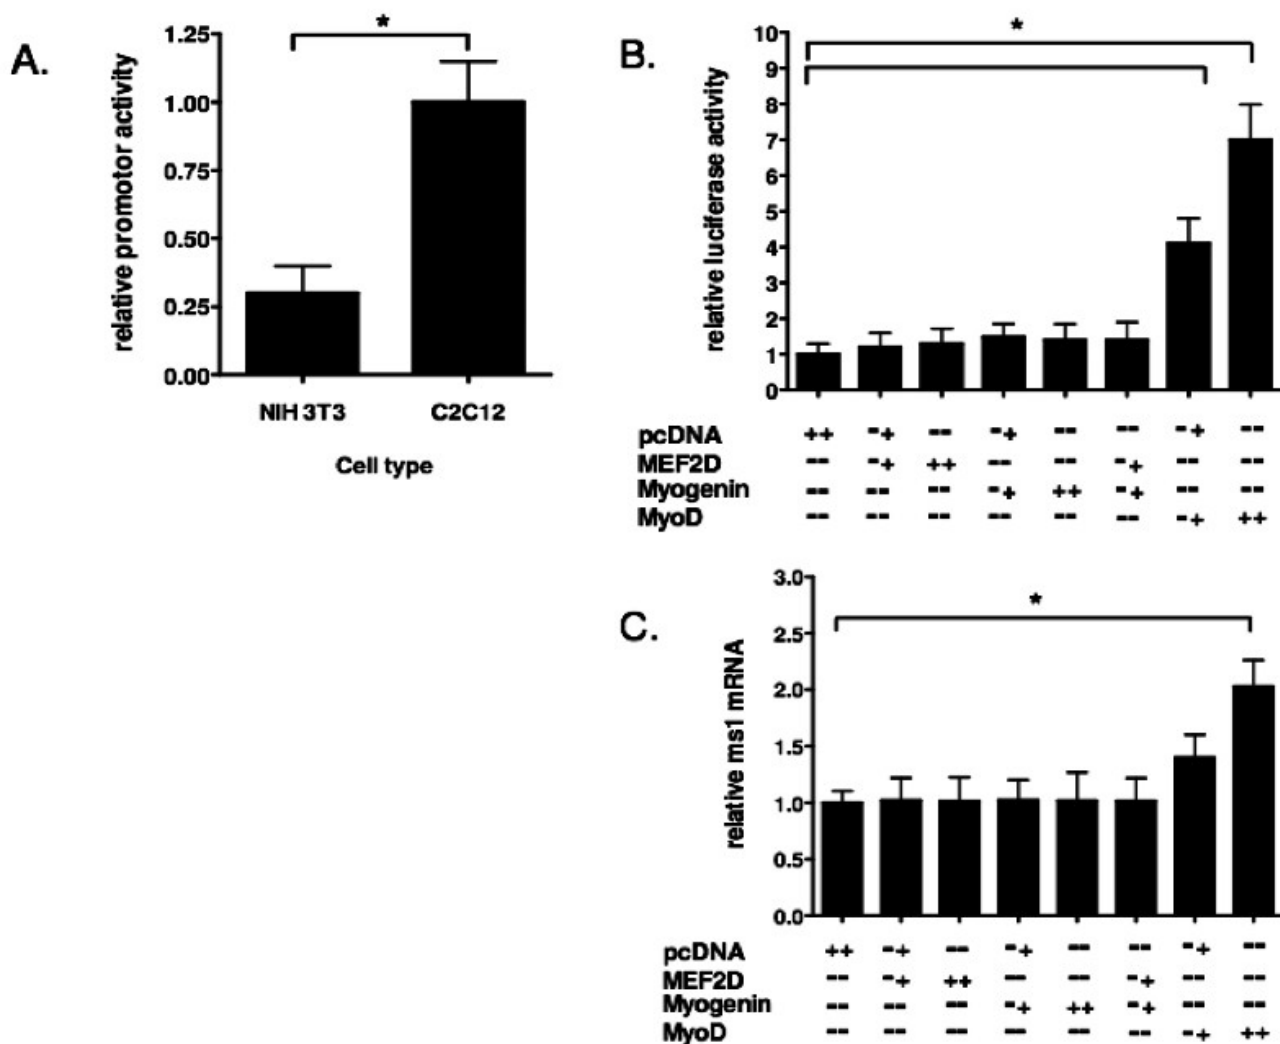 A.
relative promotor activity
1.25
1.00
0.75
0.50
0.25
0.00
*
NIH 3T3 C2C12
Cell type
B.
relative luciferase activity
10
9
8
7
6
5
4
3
2
1
0
*
pcDNA ++ -+ -- -+ -- -- -+ --
MEF2D -- -+ ++ -- -- -+ -- --
Myogenin -- -- -- -+ ++ -+ -- --
MyoD -- -- -- -- -- -- -+ ++
C.
relative ms1 mRNA
3.0
2.5
2.0
1.5
1.0
0.5
0.0
*
pcDNA ++ -+ -- -+ -- -- -+ --
MEF2D -- -+ ++ -- -- -+ -- --
Myogenin -- -- -- -+ ++ -+ -- --
MyoD -- -- -- -- -- -- -+ ++